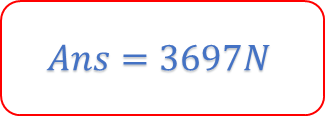 Ans = 3697N